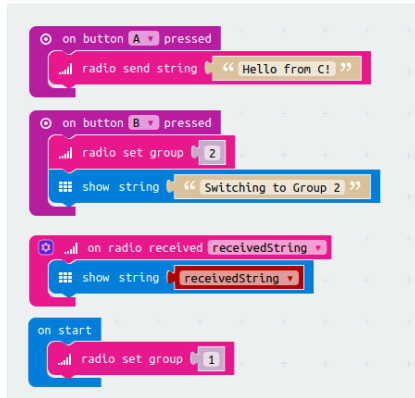 on button A ▼ pressed
radio send string “ Hello from C! ”
on button B ▼ pressed
radio set group 2
show string “ Switching to Group 2 ”
on radio received receivedString ▼
show string receivedString ▼
on start
radio set group 1